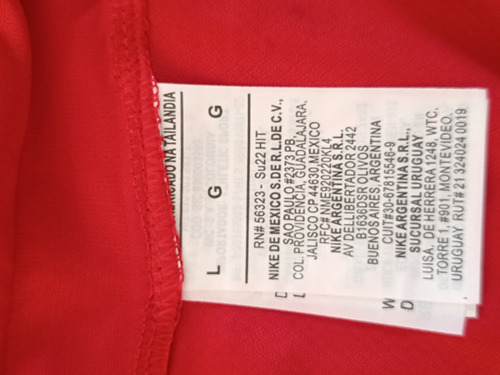 FABRICADO NA TAILANDIA
L G G
RN# 56323 - Su22 HIT
NIKE DE MEXICO S. DE R.L. DE C.V.,
SAO PAULO #2373 PB,
COL. PROVIDENCIA, GUADALAJARA,
JALISCO CP 44630, MEXICO
RFC# NME920220KL4
NIKE ARGENTINA S.R.L.
AV DEL LIBERTADOR 2442
B1636DSR OLIVOS
BUENOS AIRES, ARGENTINA
CUIT#30-67815546-9
NIKE ARGENTINA S.R.L.,
SUCURSAL URUGUAY
LUISA. DE HERRERA 1248, WTC.
TORRE 1, #901, MONTEVIDEO,
URUGUAY RUT# 21 324024 0019